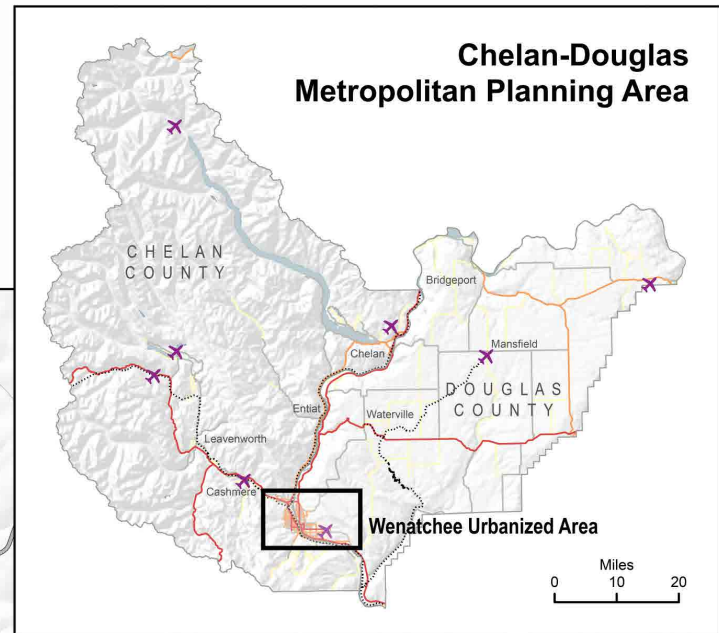 Chelan-Douglas
Metropolitan Planning Area
CHELAN
COUNTY
Bridgeport
Mansfield
Chelan
DOUGLAS
COUNTY
Entiat
Waterville
Leavenworth
Cashmere
Wenatchee Urbanized Area
Miles
0 10 20